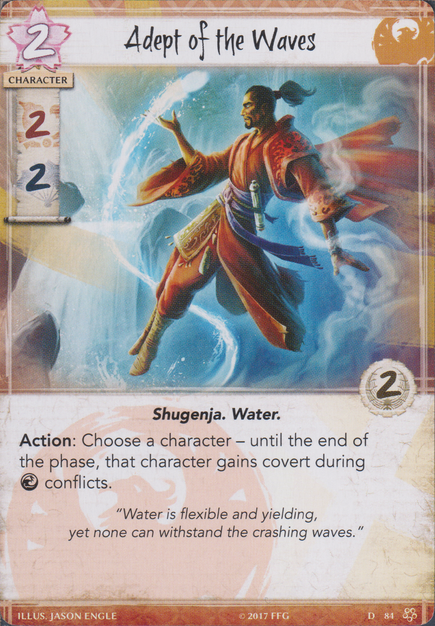 2
Adept of the Waves
CHARACTER
2
2
2
Shugenja. Water.
Action: Choose a character – until the end of
the phase, that character gains covert during
conflicts.
“Water is flexible and yielding,
yet none can withstand the crashing waves.”
ILLUS. JASON ENGLE © 2017 FFG D 84